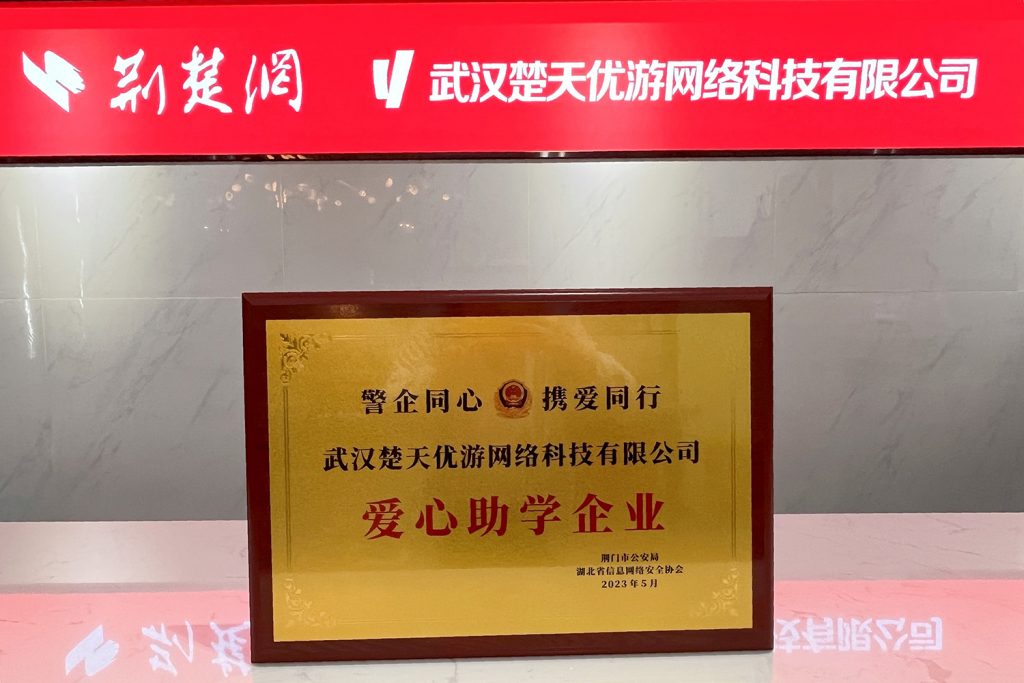 荆楚網 武汉楚天优游网络科技有限公司
警企同心 携爱同行
武汉楚天优游网络科技有限公司
爱心助学企业
荆门市公安局
湖北省信息网络安全协会
2023年5月